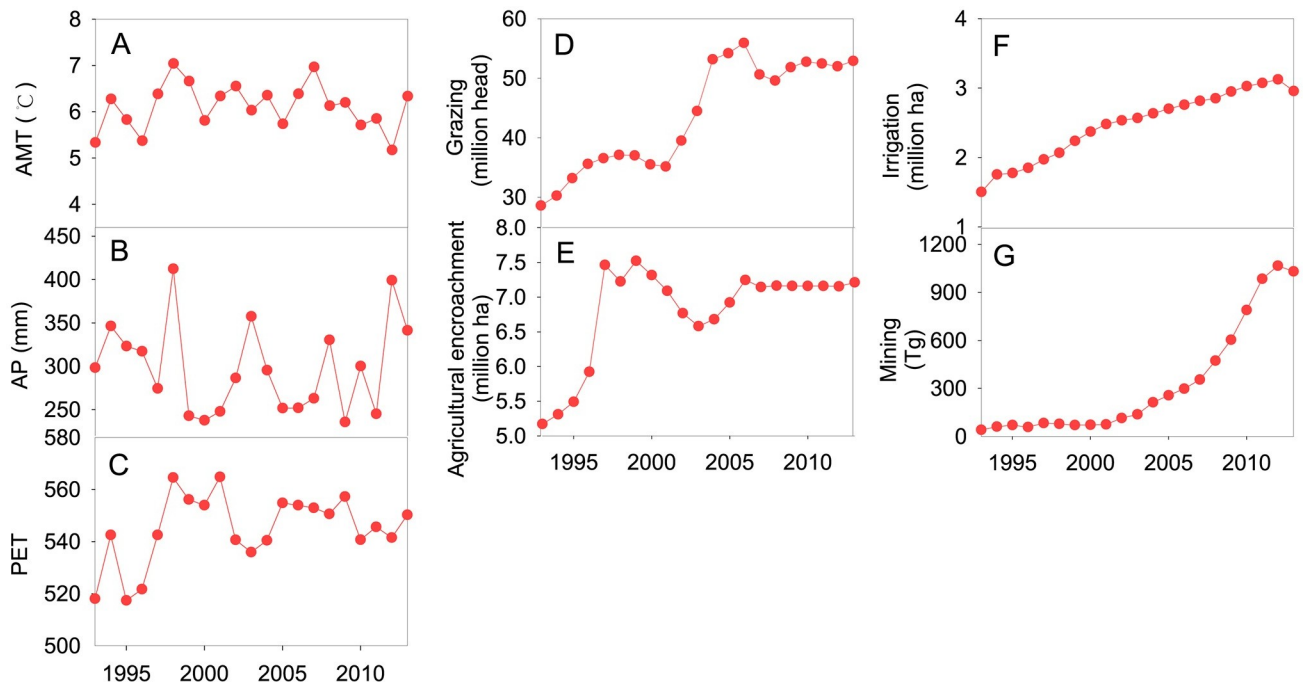 A
AMT (℃)
8
7
6
5
4
B
AP (mm)
450
400
350
300
250
C
PET
580
560
540
520
500
1995 2000 2005 2010
D
Grazing
(million head)
60
50
40
30
E
Agricultural encroachment
(million ha)
8.0
7.5
7.0
6.5
6.0
5.5
5.0
1995 2000 2005 2010
F
Irrigation
(million ha)
4
3
2
1
G
Mining
(Tg)
1200
900
600
300
0
1995 2000 2005 2010